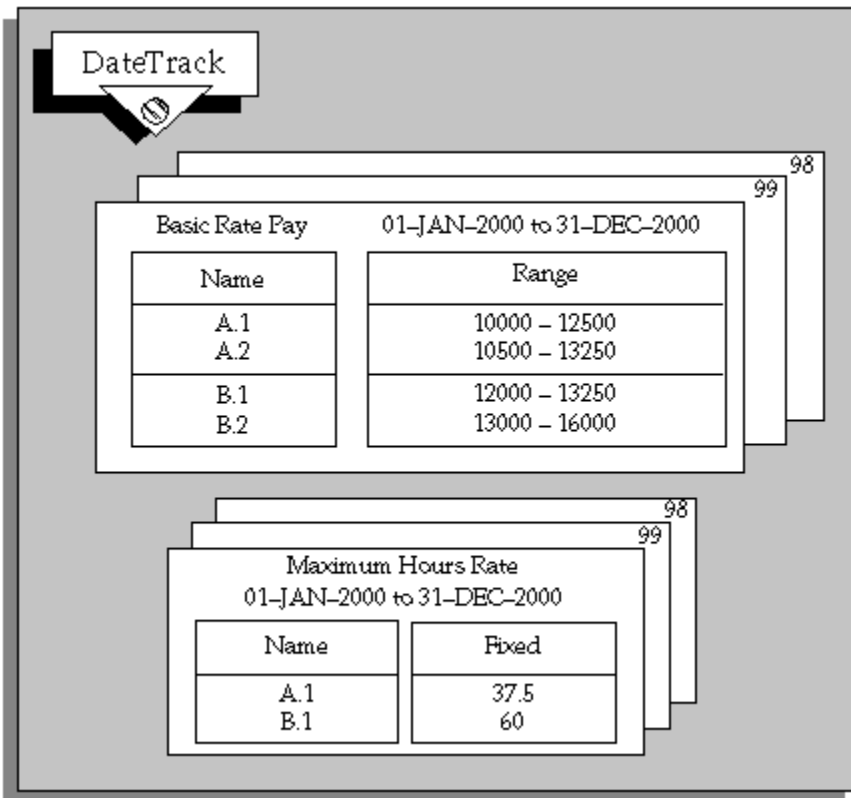 DateTrack
98
99
Basic Rate Pay 01–JAN–2000 to 31–DEC–2000
Name Range
A.1 10000 – 12500
A.2 10500 – 13250
B.1 12000 – 13250
B.2 13000 – 16000
98
99
Maximum Hours Rate
01–JAN–2000 to 31–DEC–2000
Name Fixed
A.1 37.5
B.1 60